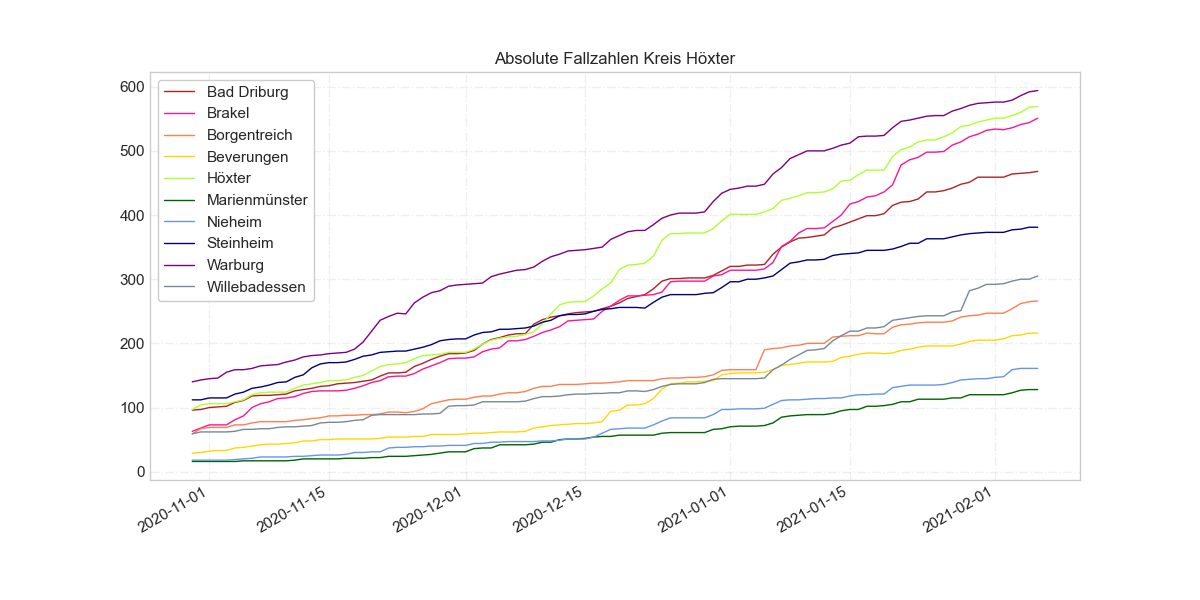 Absolute Fallzahlen Kreis Höxter
600
500
400
300
200
100
0
Bad Driburg
Brakel
Borgentreich
Beverungen
Höxter
Marienmünster
Nieheim
Steinheim
Warburg
Willebadessen
2020-11-01
2020-11-15
2020-12-01
2020-12-15
2021-01-01
2021-01-15
2021-02-01